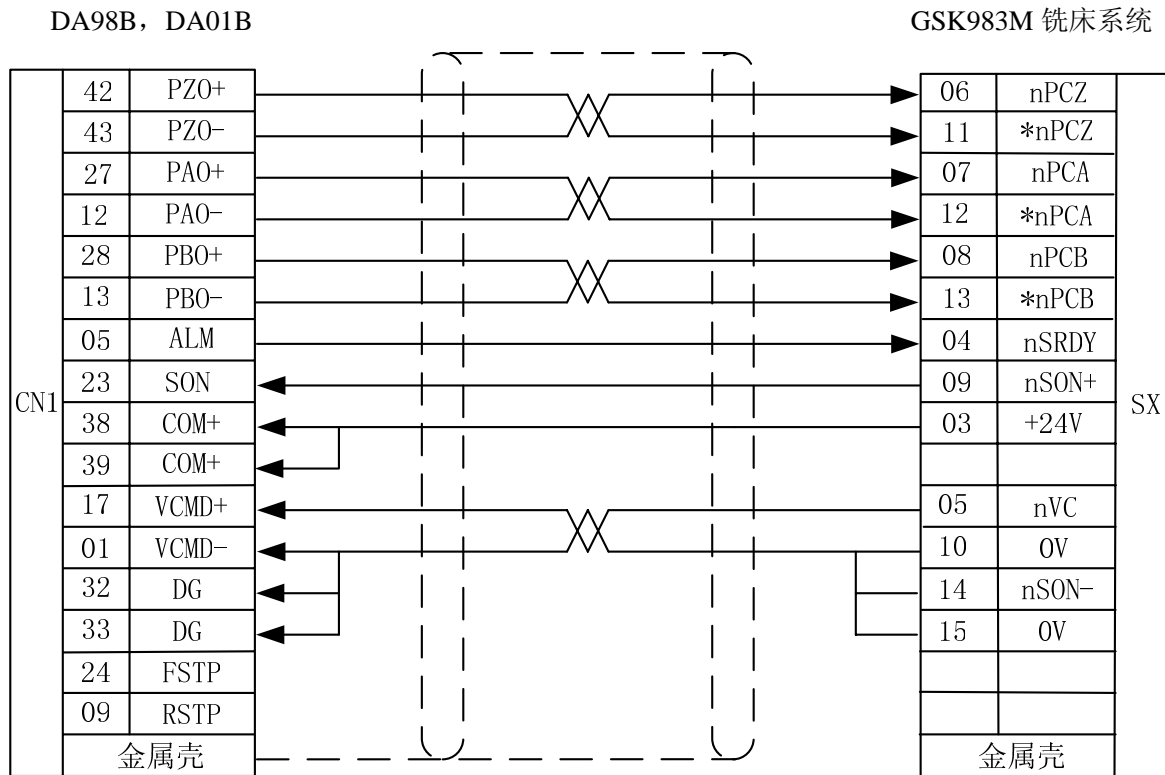 DA98B，DA01B GSK983M 铣床系统
42 PZO+ 06 nPCZ
43 PZO- 11 *nPCZ
27 PAO+ 07 nPCA
12 PAO- 12 *nPCA
28 PBO+ 08 nPCB
13 PBO- 13 *nPCB
05 ALM 04 nSRDY
23 SON 09 nSON+
CN1 SX
38 COM+ 03 +24V
39 COM+
17 VCMD+ 05 nVC
01 VCMD- 10 0V
32 DG 14 nSON-
33 DG 15 0V
24 FSTP
09 RSTP
金属壳 金属壳